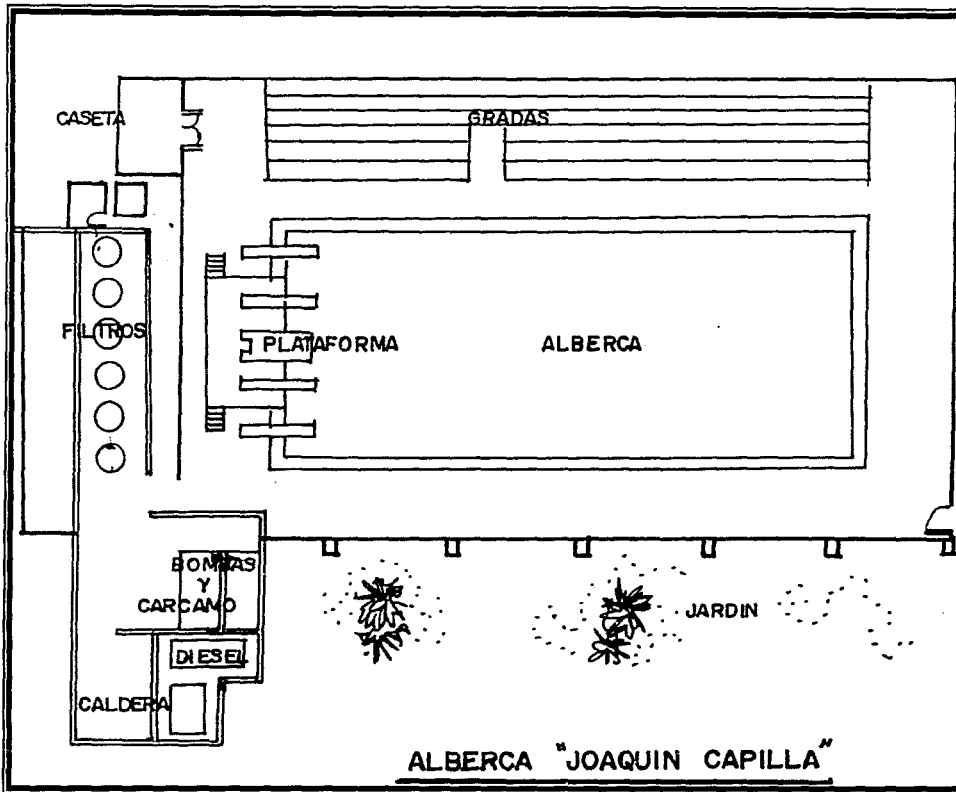 CASETA
GRADAS
FILTROS
PLATAFORMA
ALBERCA
BOMBAS
Y
CARCAMO
JARDIN
DIESEL
CALDERA
ALBERCA "JOAQUIN CAPILLA"